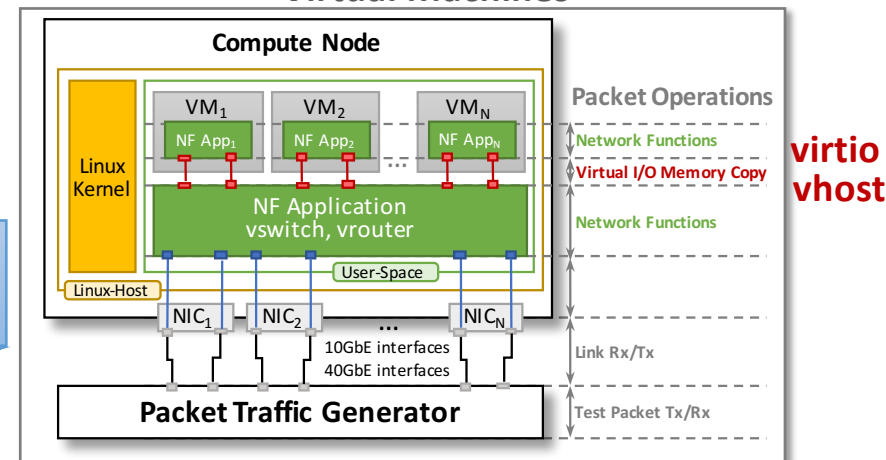 Virtual Machines
Compute Node
VM1 VM2 VMN
Packet Operations
NF App1 NF App2 NF AppN
Network Functions
...
Virtual I/O Memory Copy
virtio
vhost
Linux
Kernel
NF Application
vswitch, vrouter
Network Functions
User-Space
Linux-Host
NIC1 NIC2 ... NICN
10GbE interfaces
40GbE interfaces
Link Rx/Tx
Packet Traffic Generator
Test Packet Tx/Rx